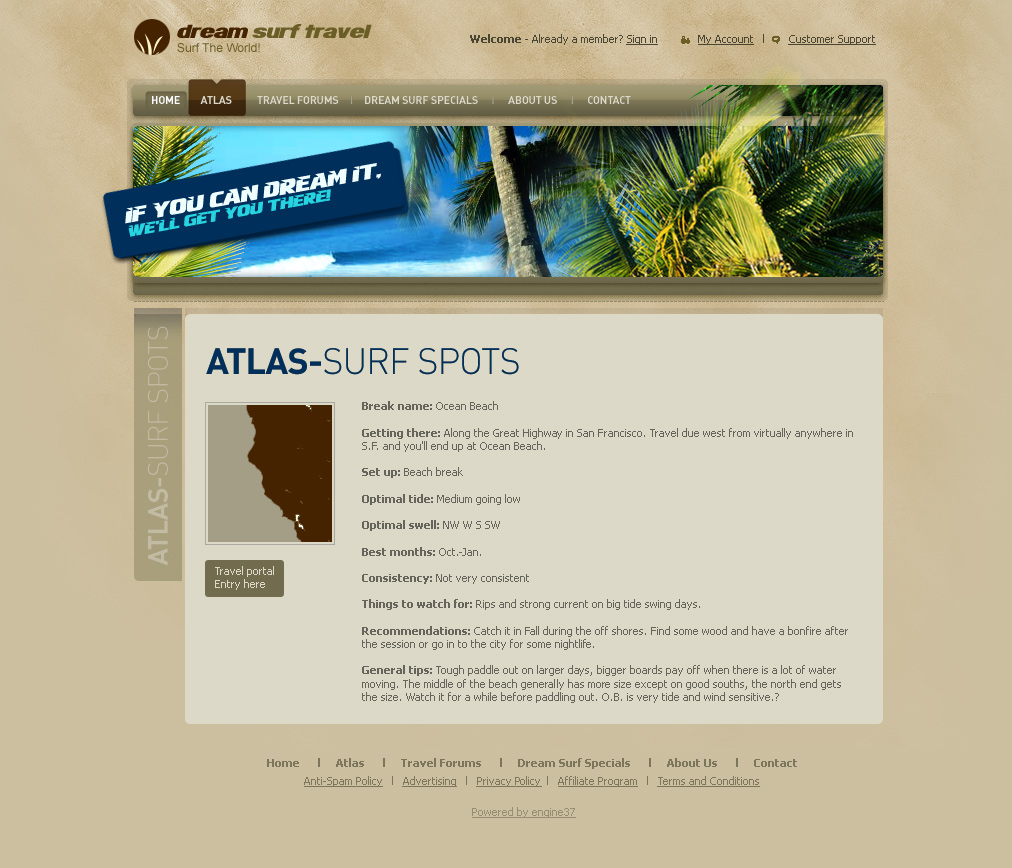 dream surf travel
Surf The World!
Welcome - Already a member? Sign in
My Account | Customer Support
HOME ATLAS TRAVEL FORUMS | DREAM SURF SPECIALS | ABOUT US | CONTACT
IF YOU CAN DREAM IT,
WE'LL GET YOU THERE!
ATLAS-SURF SPOTS
ATLAS-SURF SPOTS
Break name: Ocean Beach
Getting there: Along the Great Highway in San Francisco. Travel due west from virtually anywhere in
S.F. and you'll end up at Ocean Beach.
Set up: Beach break
Optimal tide: Medium going low
Optimal swell: NW W S SW
Best months: Oct.-Jan.
Consistency: Not very consistent
Things to watch for: Rips and strong current on big tide swing days.
Recommendations: Catch it in Fall during the off shores. Find some wood and have a bonfire after
the session or go in to the city for some nightlife.
General tips: Tough paddle out on larger days, bigger boards pay off when there is a lot of water
moving. The middle of the beach generally has more size except on good souths, the north end gets
the size. Watch it for a while before paddling out. O.B. is very tide and wind sensitive.?
Travel portal
Entry here
Home | Atlas | Travel Forums | Dream Surf Specials | About Us | Contact
Anti-Spam Policy | Advertising | Privacy Policy | Affiliate Program | Terms and Conditions
Powered by engine37